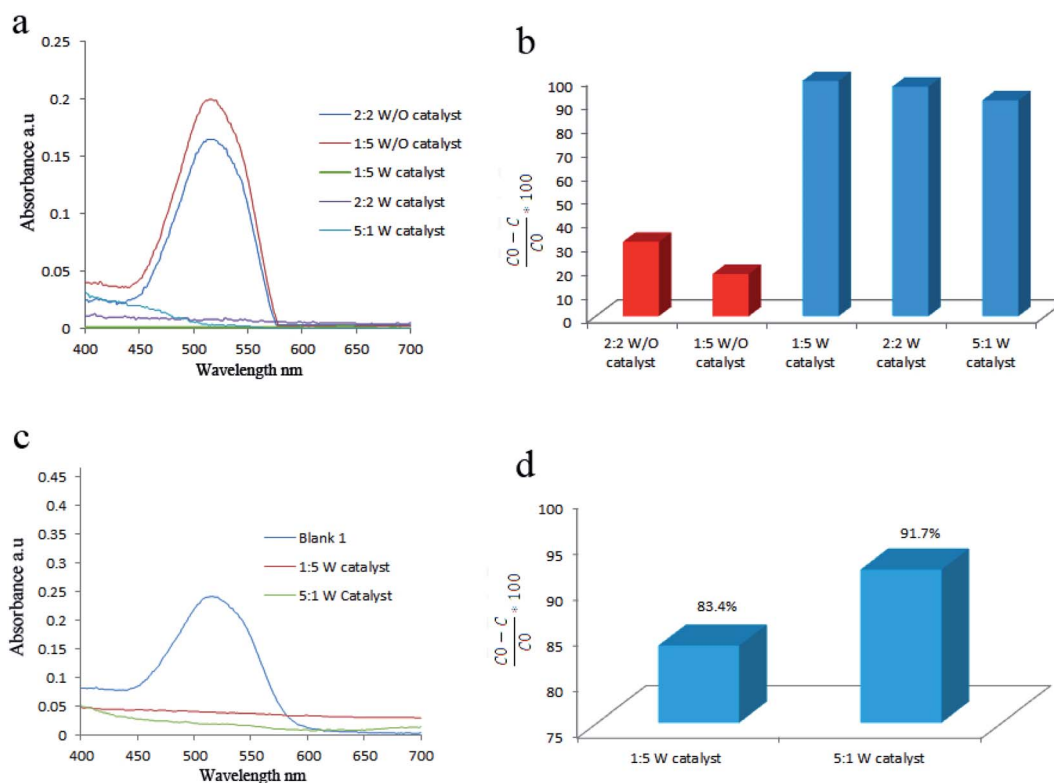 a
0.25
0.2
0.15
0.1
0.05
0
Absorbance a.u
400 450 500 550 600 650 700
Wavelength nm
2:2 W/O catalyst
1:5 W/O catalyst
1:5 W catalyst
2:2 W catalyst
5:1 W catalyst
b
100
90
80
70
60
50
40
30
20
10
0
C0 − C
C0
* 100
2:2 W/O catalyst
1:5 W/O catalyst
1:5 W catalyst
2:2 W catalyst
5:1 W catalyst
c
0.45
0.4
0.35
0.3
0.25
0.2
0.15
0.1
0.05
0
Absorbance a.u
400 450 500 550 600 650 700
Wavelength nm
Blank 1
1:5 W catalyst
5:1 W Catalyst
d
100
95
90
85
80
75
C0 − C
C0
* 100
83.4%
91.7%
1:5 W catalyst
5:1 W catalyst